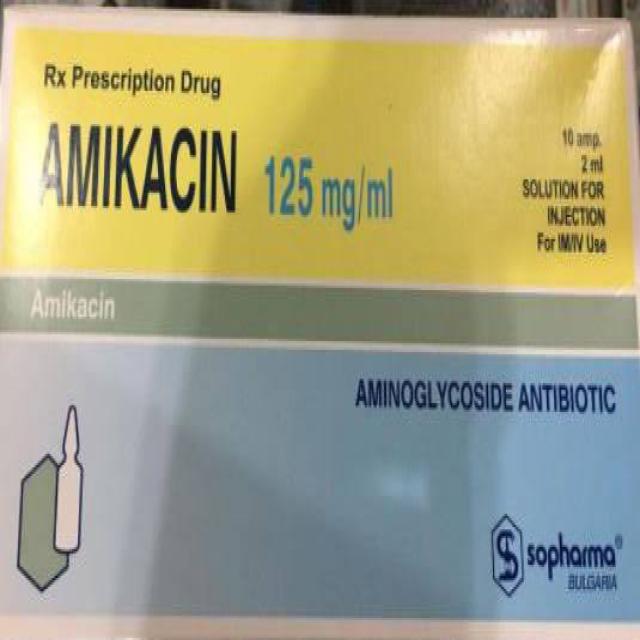 Rx Prescription Drug
AMIKACIN 125 mg/ml
10 amp.
2 ml
SOLUTION FOR
INJECTION
For IM/IV Use
Amikacin
AMINOGLYCOSIDE ANTIBIOTIC
sopharma®
BULGARIA